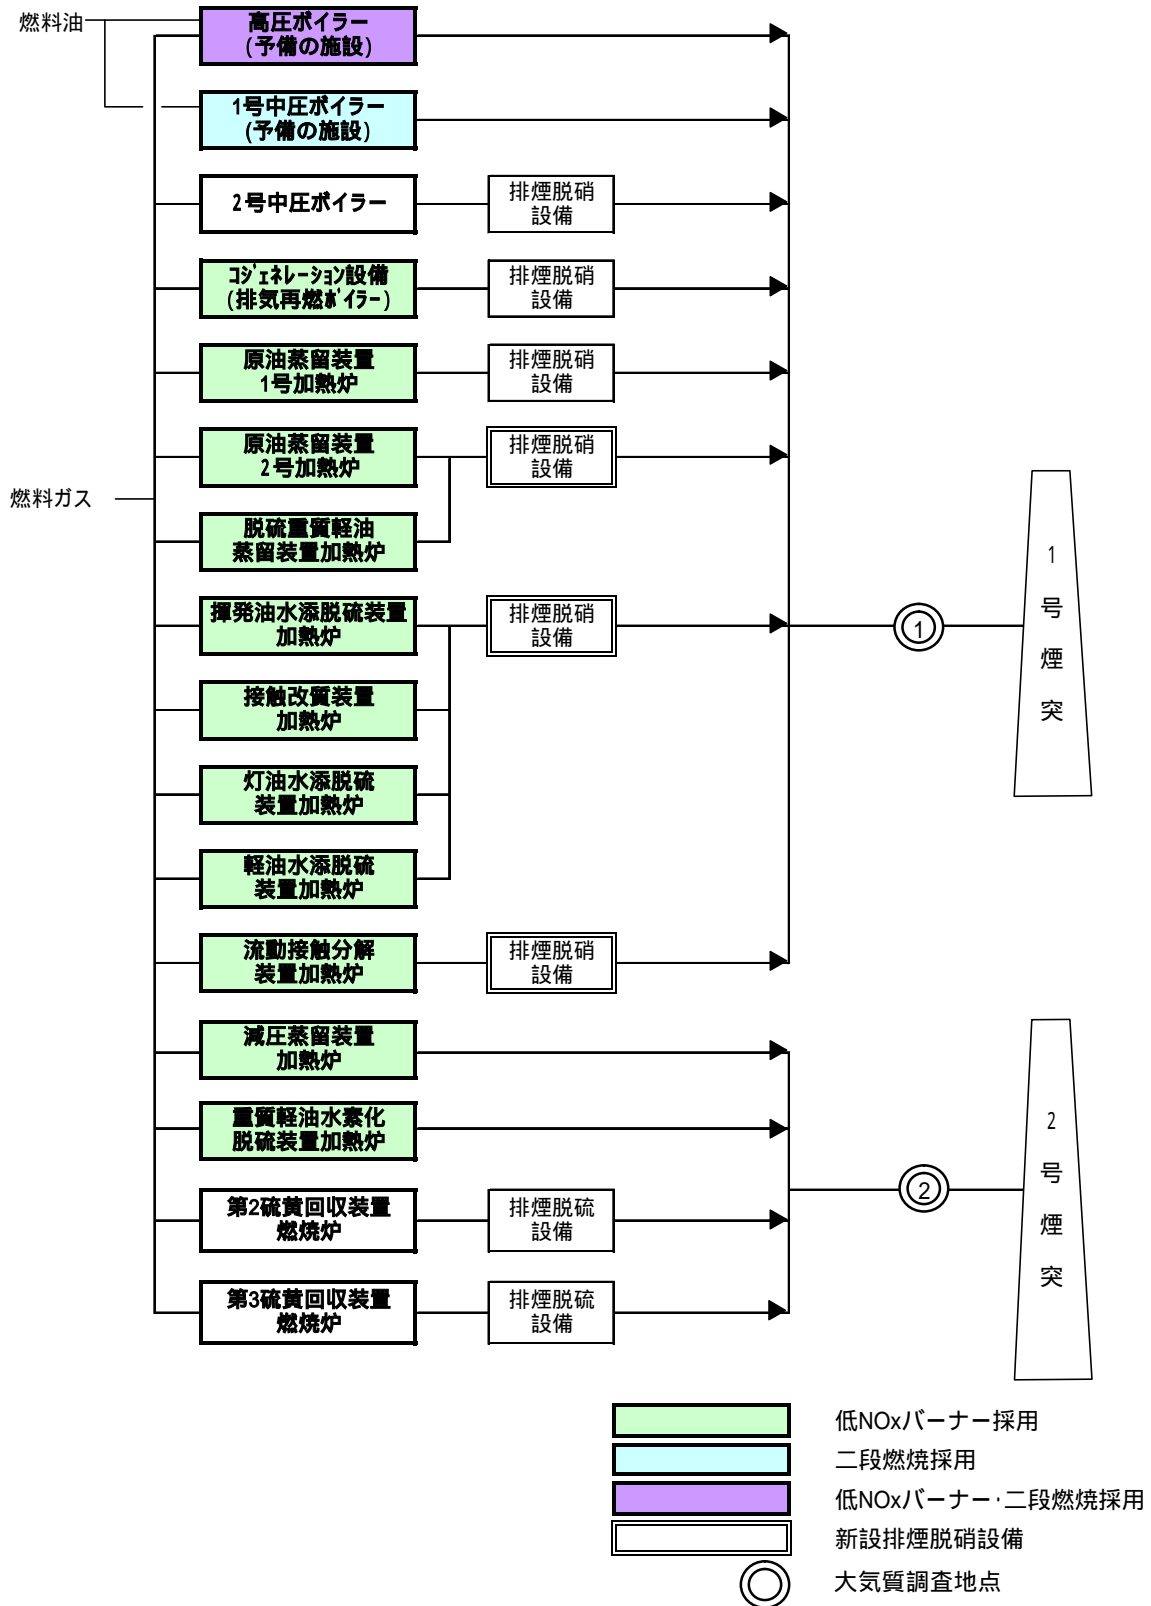 燃料油
高圧ボイラー
(予備の施設)
1号中圧ボイラー
(予備の施設)
2号中圧ボイラー
排煙脱硝
設備
コジェネレーション設備
(排気再燃ボイラー)
排煙脱硝
設備
原油蒸留装置
1号加熱炉
排煙脱硝
設備
原油蒸留装置
2号加熱炉
排煙脱硝
設備
燃料ガス
脱硫重質軽油
蒸留装置加熱炉
揮発油水添脱硫装置
加熱炉
排煙脱硝
設備
接触改質装置
加熱炉
灯油水添脱硫
装置加熱炉
軽油水添脱硫
装置加熱炉
流動接触分解
装置加熱炉
排煙脱硝
設備
1
1
号
煙
突
減圧蒸留装置
加熱炉
重質軽油水素化
脱硫装置加熱炉
第2硫黄回収装置
燃焼炉
排煙脱硫
設備
第3硫黄回収装置
燃焼炉
排煙脱硫
設備
2
2
号
煙
突
低NOxバーナー採用
二段燃焼採用
低NOxバーナー・二段燃焼採用
新設排煙脱硝設備
大気質調査地点